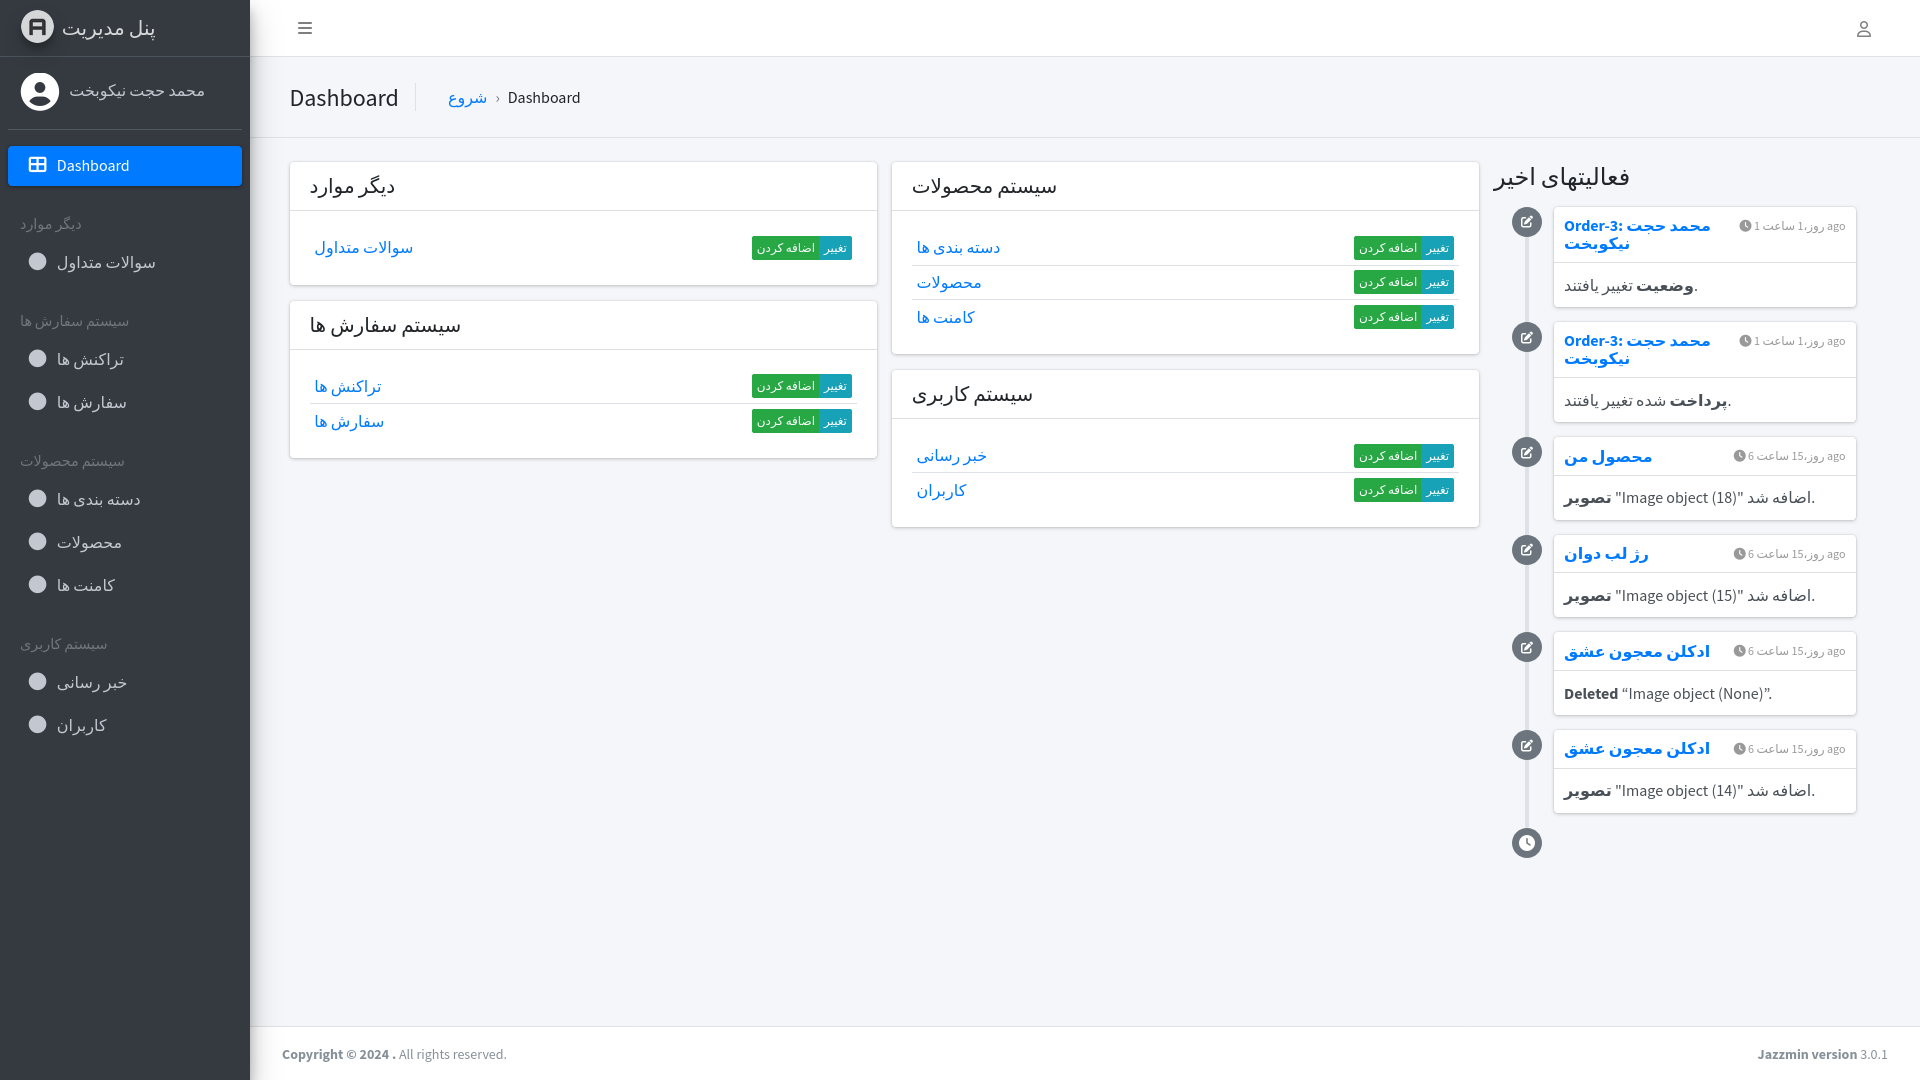 پنل مدیریت
محمد حجت نیکوبخت
Dashboard
دیگر موارد
سوالات متداول
سیستم سفارش ها
تراکنش ها
سفارش ها
سیستم محصولات
دسته بندی ها
محصولات
کامنت ها
سیستم کاربری
خبر رسانی
کاربران
Dashboard
شروع › Dashboard
دیگر موارد
سوالات متداول اضافه کردن تغییر
سیستم سفارش ها
تراکنش ها اضافه کردن تغییر
سفارش ها اضافه کردن تغییر
سیستم محصولات
دسته بندی ها اضافه کردن تغییر
محصولات اضافه کردن تغییر
کامنت ها اضافه کردن تغییر
سیستم کاربری
خبر رسانی اضافه کردن تغییر
کاربران اضافه کردن تغییر
فعالیتهای اخیر
Order-3: محمد حجت
نیکوبخت
1 روز،1 ساعت ago
وضعیت تغییر یافتند.
Order-3: محمد حجت
نیکوبخت
1 روز،1 ساعت ago
پرداخت شده تغییر یافتند.
محصول من
6 روز،15 ساعت ago
تصویر "Image object (18)" اضافه شد.
رژ لب دوان
6 روز،15 ساعت ago
تصویر "Image object (15)" اضافه شد.
ادکلن معجون عشق
6 روز،15 ساعت ago
Deleted “Image object (None)”.
ادکلن معجون عشق
6 روز،15 ساعت ago
تصویر "Image object (14)" اضافه شد.
Copyright © 2024 . All rights reserved.
Jazzmin version 3.0.1